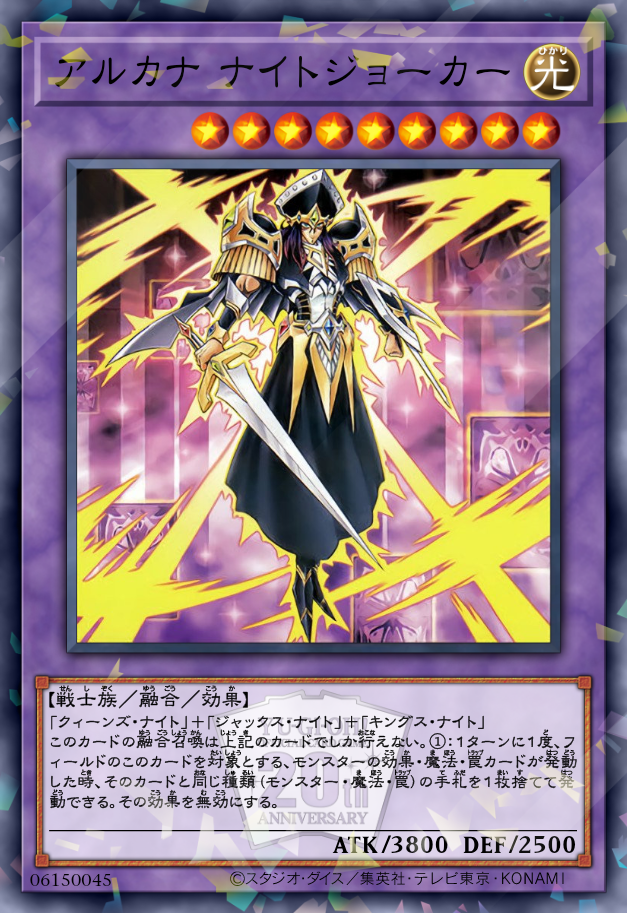 アルカナ ナイトジョーカー
光
【戦士族／融合／効果】
「クィーンズ・ナイト」＋「ジャックス・ナイト」＋「キングス・ナイト」
このカードの融合召喚は上記のカードでしか行えない。①：1ターンに1度、フ
ィールドのこのカードを対象とする、モンスターの効果・魔法・罠カードが発動
した時、そのカードと同じ種類（モンスター・魔法・罠）の手札を1枚捨てて発
動できる。その効果を無効にする。
YU-GI-OH!
20th
ANNIVERSARY
ATK/3800 DEF/2500
06150045
©スタジオ・ダイス／集英社・テレビ東京・KONAMI